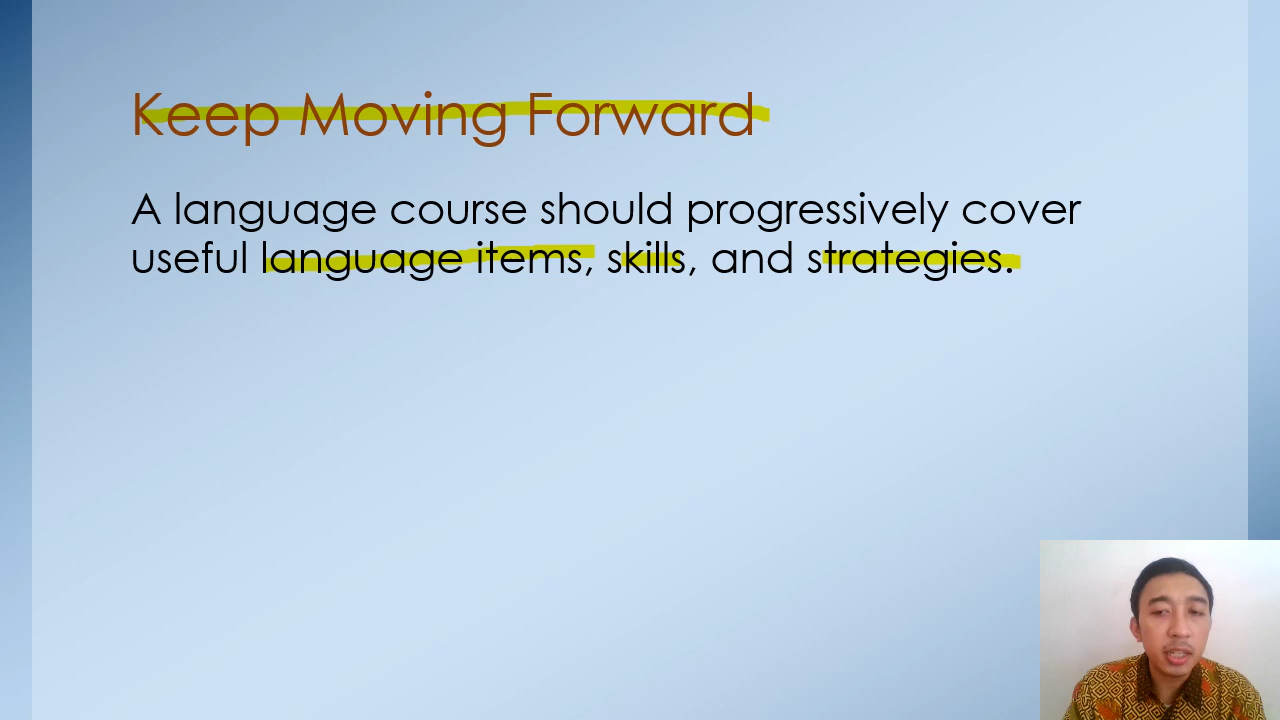 Keep Moving Forward
A language course should progressively cover
useful language items, skills, and strategies.